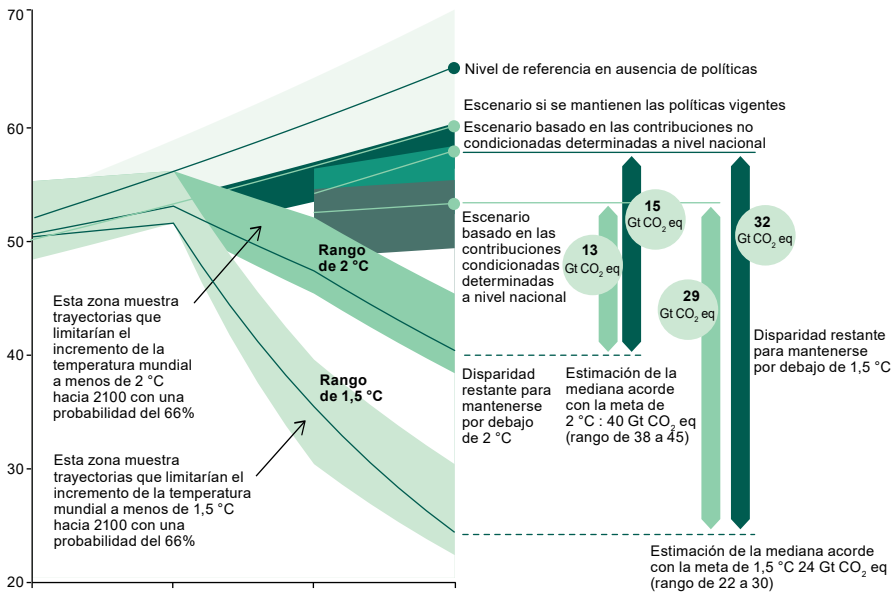 70
60
50
40
30
20
Nivel de referencia en ausencia de políticas
Escenario si se mantienen las políticas vigentes
Escenario basado en las contribuciones no
condicionadas determinadas a nivel nacional
Escenario
basado en las
contribuciones
condicionadas
determinadas
a nivel nacional
15
Gt CO2 eq
13
Gt CO2 eq
32
Gt CO2 eq
29
Gt CO2 eq
Rango
de 2 °C
Rango
de 1,5 °C
Esta zona muestra
trayectorias que
limitarían el
incremento de la
temperatura mundial
a menos de 2 °C
hacia 2100 con una
probabilidad del 66%
Esta zona muestra
trayectorias que limitarían el
incremento de la temperatura
mundial a menos de 1,5 °C
hacia 2100 con una
probabilidad del 66%
Disparidad
restante para
mantenerse
por debajo
de 2 °C
Estimación de la
mediana acorde
con la meta de
2 °C : 40 Gt CO2 eq
(rango de 38 a 45)
Disparidad restante
para mantenerse
por debajo de 1,5 °C
Estimación de la mediana acorde
con la meta de 1,5 °C 24 Gt CO2 eq
(rango de 22 a 30)